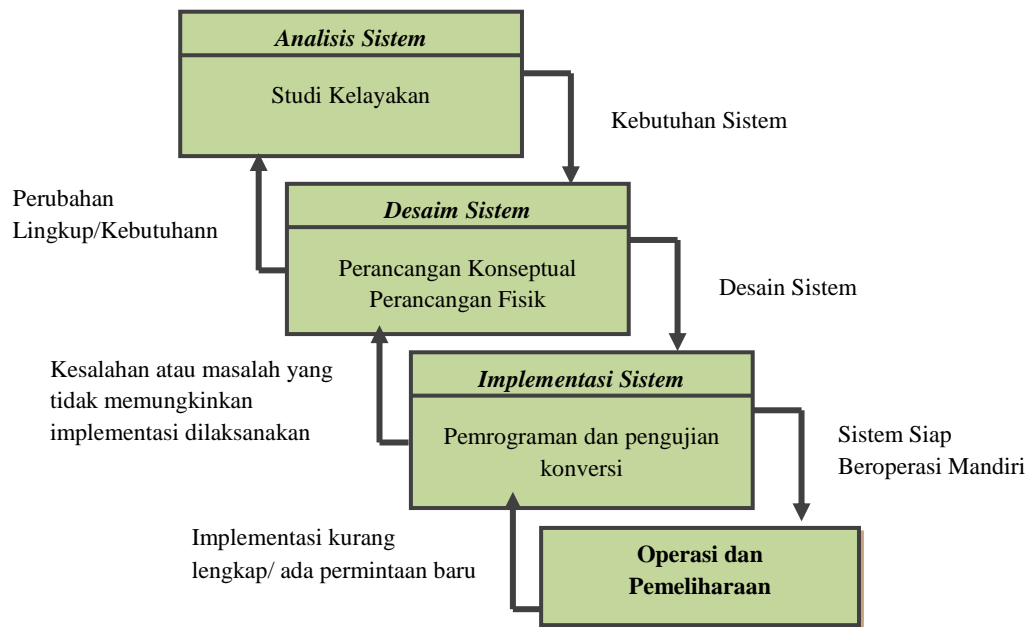 Analisis Sistem
Studi Kelayakan
Kebutuhan Sistem
Perubahan
Lingkup/Kebutuhann
Desaim Sistem
Perancangan Konseptual
Perancangan Fisik
Desain Sistem
Kesalahan atau masalah yang
tidak memungkinkan
implementasi dilaksanakan
Implementasi Sistem
Pemrograman dan pengujian
konversi
Sistem Siap
Beroperasi Mandiri
Implementasi kurang
lengkap/ ada permintaan baru
Operasi dan
Pemeliharaan